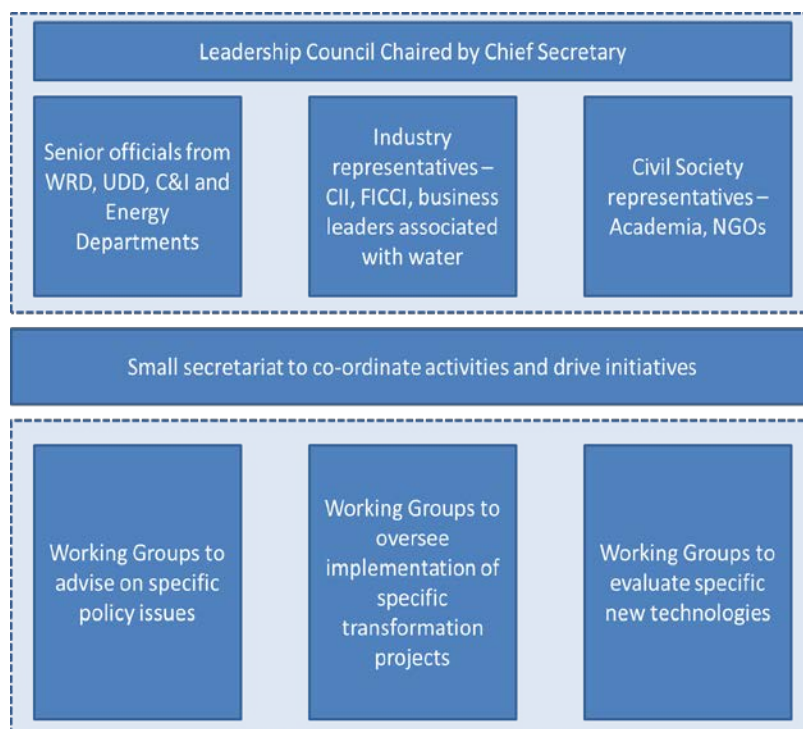 Leadership Council Chaired by Chief Secretary
Senior officials from
WRD, UDD, C&I and
Energy
Departments
Industry
representatives –
CII, FICCI, business
leaders associated
with water
Civil Society
representatives –
Academia, NGOs
Small secretariat to co-ordinate activities and drive initiatives
Working Groups to
advise on specific
policy issues
Working Groups to
oversee
implementation of
specific
transformation
projects
Working Groups to
evaluate specific
new technologies